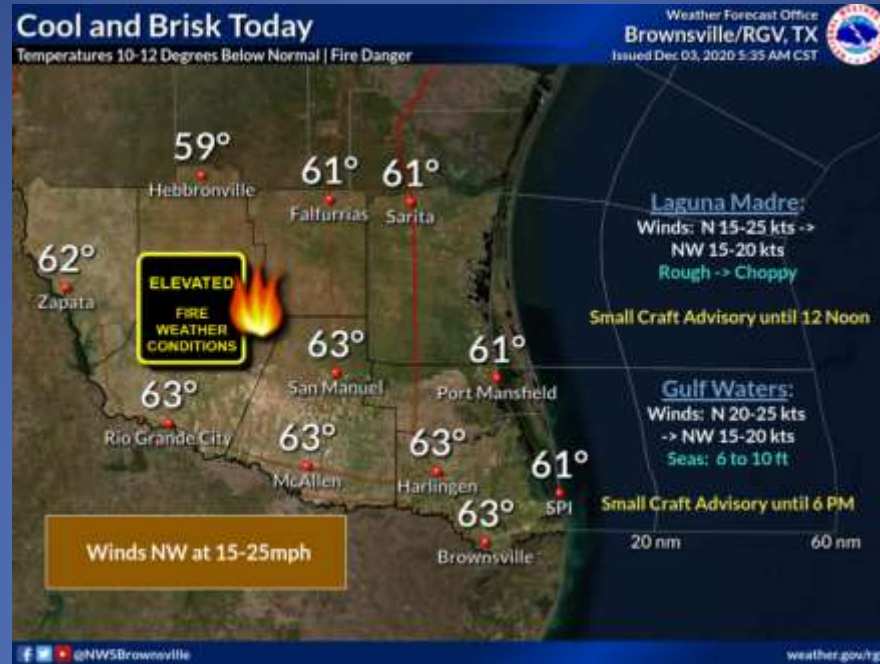 Cool and Brisk Today
Temperatures 10-12 Degrees Below Normal | Fire Danger
Weather Forecast Office
Brownsville/RGV, TX
Issued Dec 03, 2020 5:35 AM CST
59°
Hebbronville
61°
Falfurrias
61°
Sarita
62°
Zapata
ELEVATED
FIRE
WEATHER
CONDITIONS
63°
San Manuel
61°
Port Mansfield
63°
Rio Grande City
63°
McAllen
63°
Harlingen
61°
SPI
63°
Brownsville
Laguna Madre:
Winds: N 15-25 kts ->
NW 15-20 kts
Rough -> Choppy
Small Craft Advisory until 12 Noon
Gulf Waters:
Winds: N 20-25 kts
-> NW 15-20 kts
Seas: 6 to 10 ft
Small Craft Advisory until 6 PM
20 nm
60 nm
Winds NW at 15-25mph
@NWSBrownsville